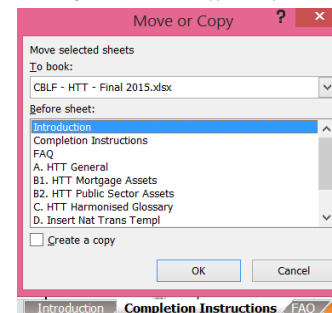 Move or Copy ? ×
Move selected sheets
To book:
CBLF - HTT - Final 2015.xlsx
Before sheet:
Introduction
Completion Instructions
FAQ
A. HTT General
B1. HTT Mortgage Assets
B2. HTT Public Sector Assets
C. HTT Harmonised Glossary
D. Insert Nat Trans Templ
Create a copy
OK Cancel
Introduction Completion Instructions FAQ